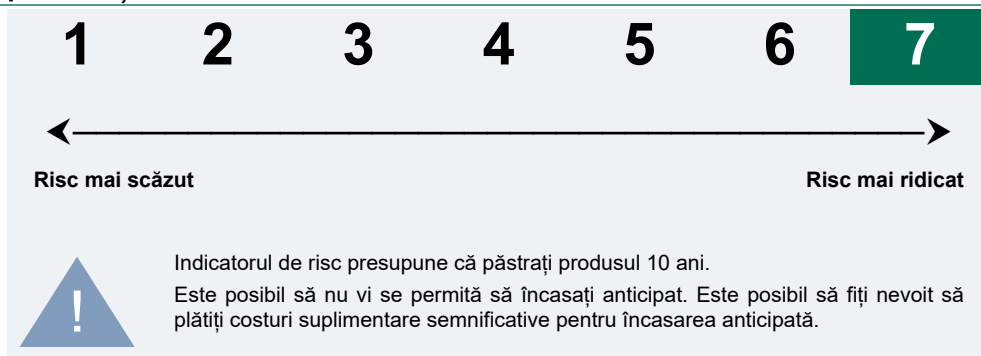 1 2 3 4 5 6 7
Risc mai scăzut Risc mai ridicat
Indicatorul de risc presupune că păstrați produsul 10 ani.
Este posibil să nu vi se permită să încasați anticipat. Este posibil să fiți nevoit să
plătiți costuri suplimentare semnificative pentru încasarea anticipată.
!